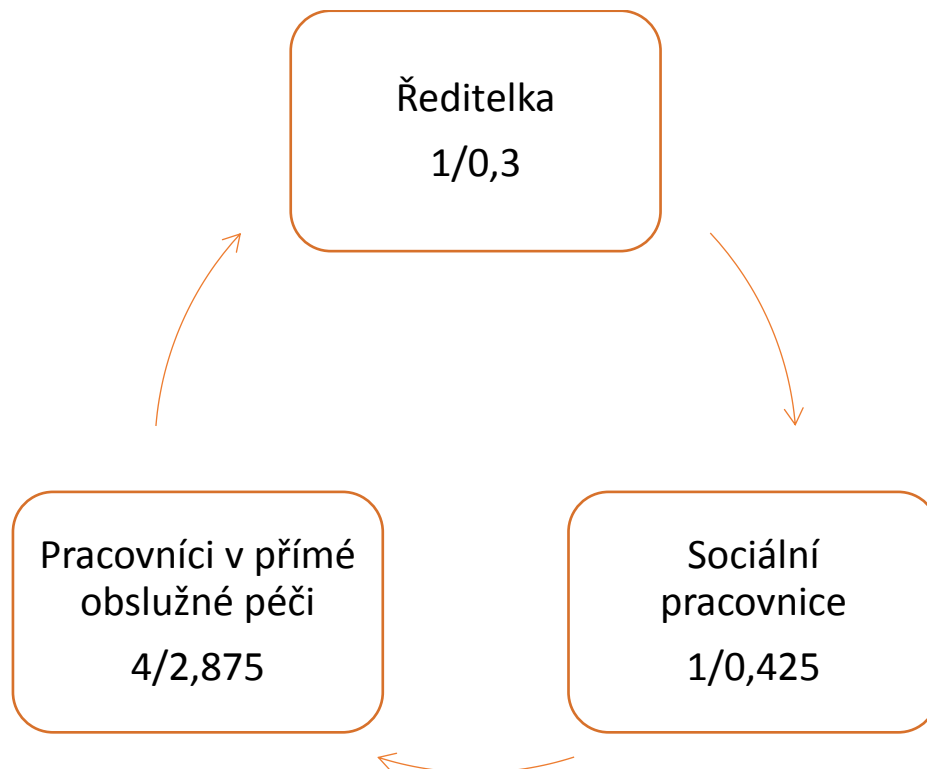 Ředitelka
1/0,3
Sociální
pracovnice
1/0,425
Pracovníci v přímé
obslužné péči
4/2,875